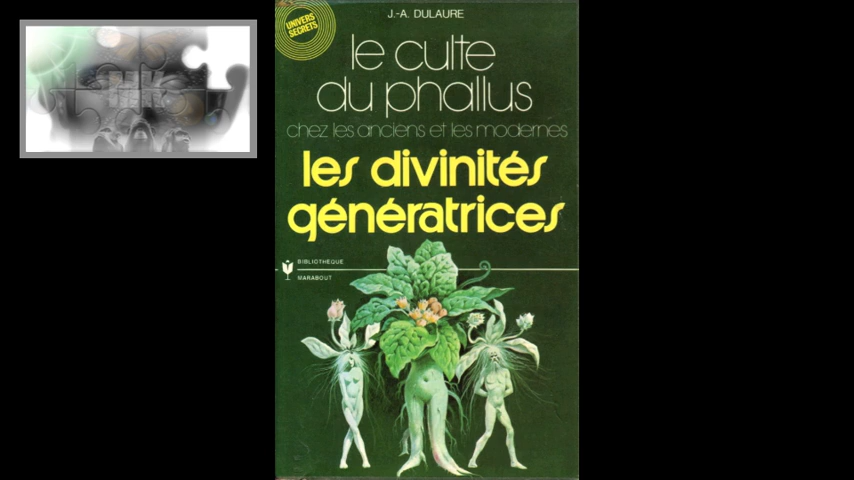 J.-A. DULAURE
UNIVERS
SECRETS
le culte
du phallus
chez les anciens et les modernes
les divinités
génératrices
BIBLIOTHEQUE
MARABOUT